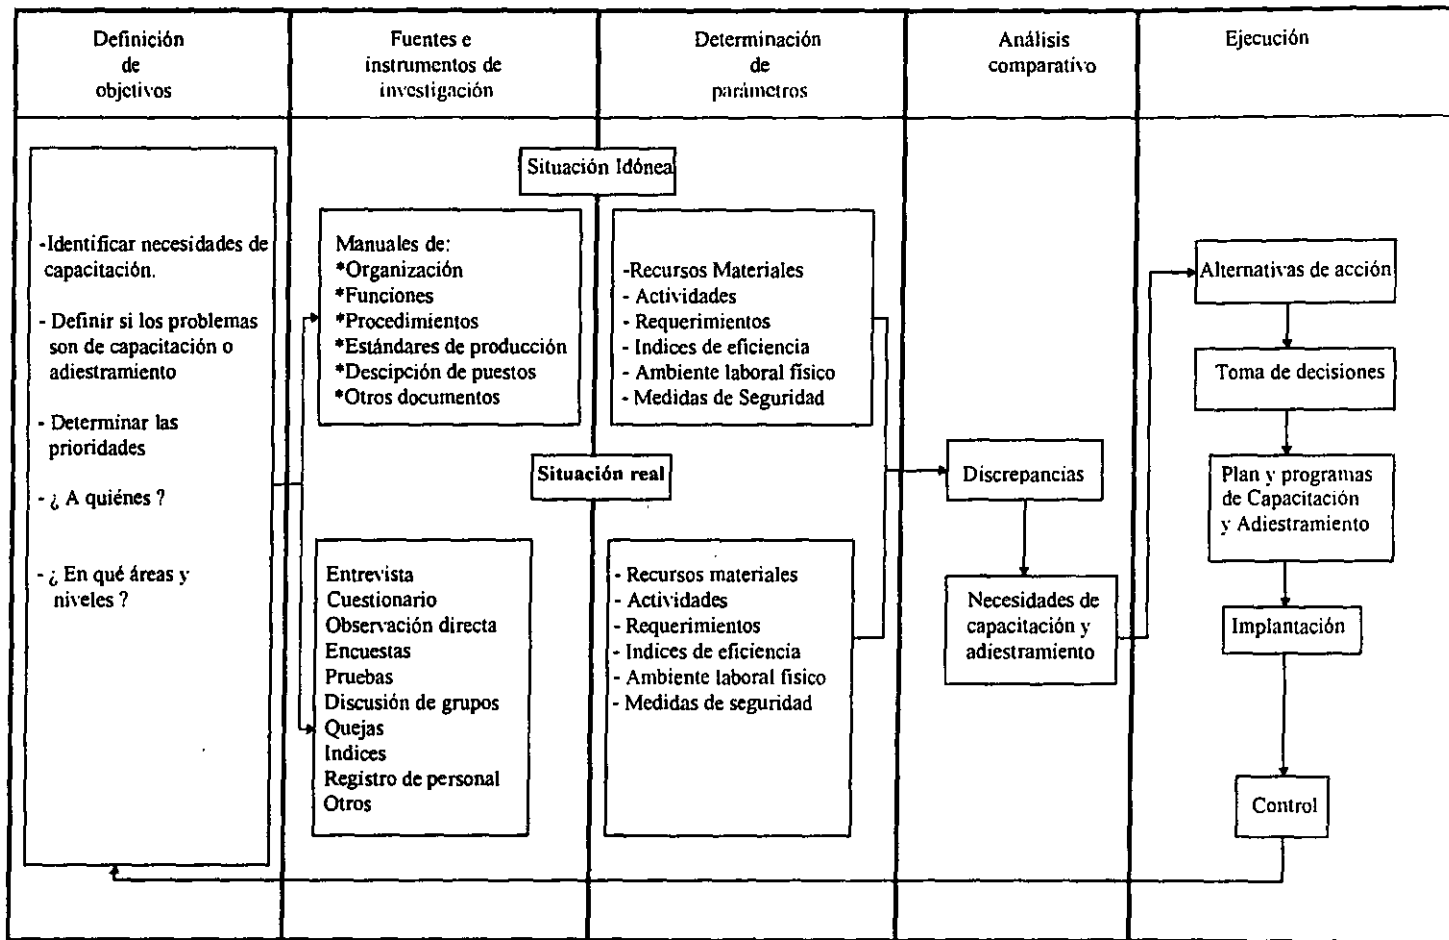 Definición
de
objetivos
Fuentes e
instrumentos de
investigación
Determinación
de
parámetros
Análisis
comparativo
Ejecución
-Identificar necesidades de
capacitación.
- Definir si los problemas
son de capacitación o
adiestramiento
- Determinar las
prioridades
- ¿ A quiénes ?
- ¿ En qué áreas y
niveles ?
Situación Idónea
Manuales de:
*Organización
*Funciones
*Procedimientos
*Estándares de producción
*Descipción de puestos
*Otros documentos
-Recursos Materiales
- Actividades
- Requerimientos
- Indices de eficiencia
- Ambiente laboral físico
- Medidas de Seguridad
Situación real
Entrevista
Cuestionario
Observación directa
Encuestas
Pruebas
Discusión de grupos
Quejas
Indices
Registro de personal
Otros
- Recursos materiales
- Actividades
- Requerimientos
- Indices de eficiencia
- Ambiente laboral fisico
- Medidas de seguridad
Discrepancias
Necesidades de
capacitación y
adiestramiento
Alternativas de acción
Toma de decisiones
Plan y programas
de Capacitación
y Adiestramiento
Implantación
Control